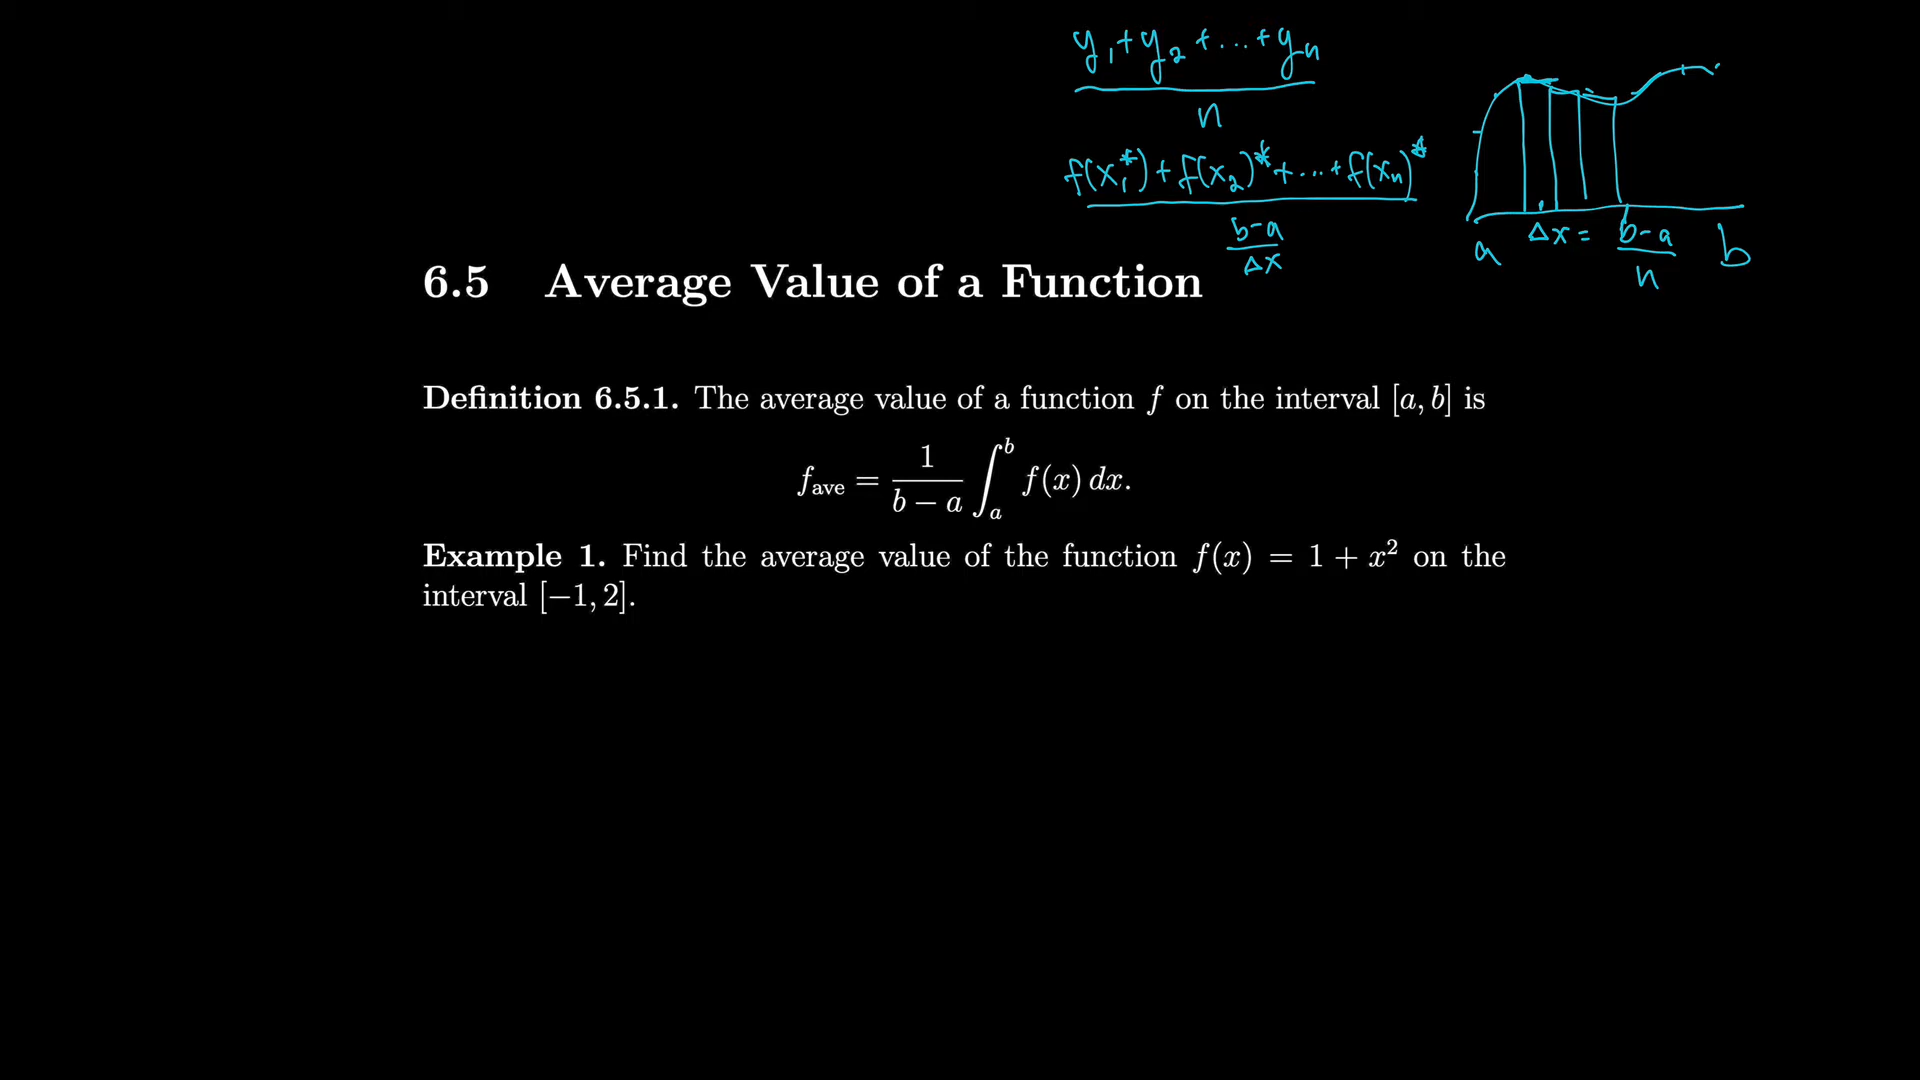 y₁+y₂+...+yₙ
n
f(x₁*)+f(x₂)*+...+f(xₙ)*
b-a
Δx
a Δx = b-a b
n
6.5 Average Value of a Function
Definition 6.5.1. The average value of a function f on the interval [a, b] is
f_ave = 1/(b − a) ∫_a^b f(x) dx.
Example 1. Find the average value of the function f(x) = 1 + x² on the
interval [−1, 2].